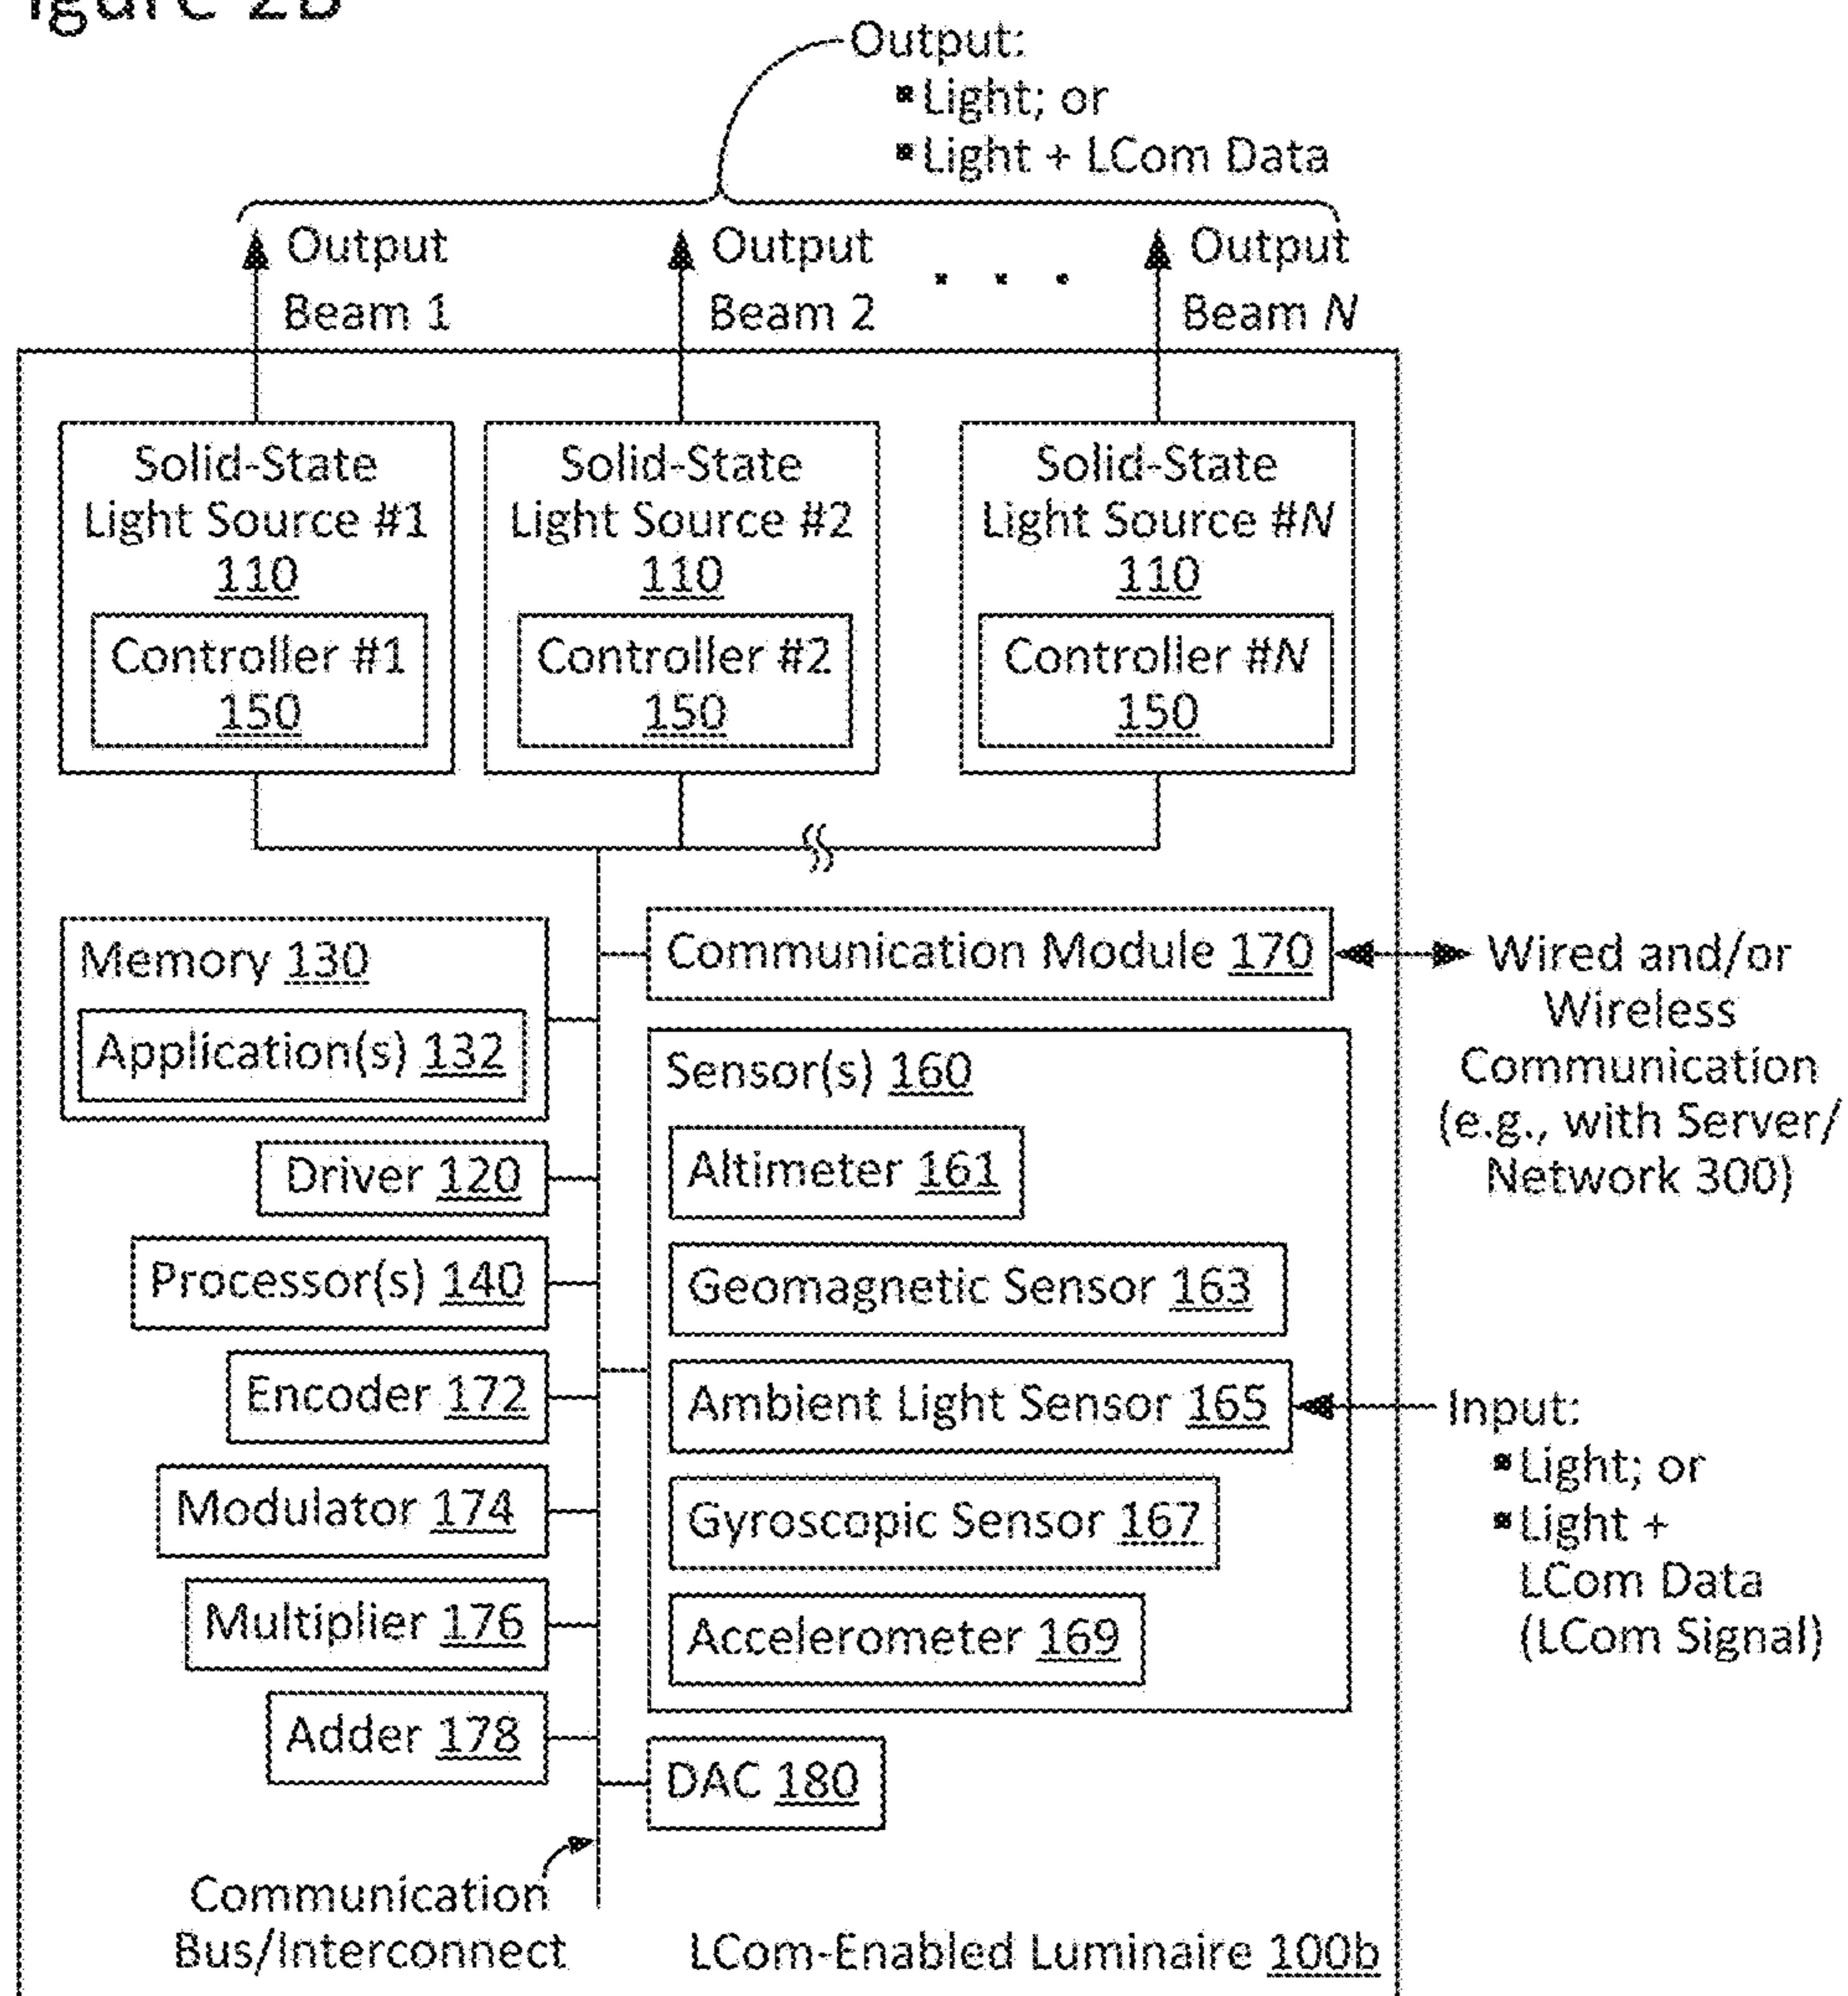 Figure 2B
Output:
▪Light; or
▪Light + LCom Data
Output
Beam 1
Output
Beam 2
. . .
Output
Beam N
Solid-State
Light Source #1
110
Controller #1
150
Solid-State
Light Source #2
110
Controller #2
150
Solid-State
Light Source #N
110
Controller #N
150
Memory 130
Application(s) 132
Driver 120
Processor(s) 140
Encoder 172
Modulator 174
Multiplier 176
Adder 178
Communication
Bus/Interconnect
Communication Module 170
Sensor(s) 160
Altimeter 161
Geomagnetic Sensor 163
Ambient Light Sensor 165
Gyroscopic Sensor 167
Accelerometer 169
DAC 180
LCom-Enabled Luminaire 100b
Wired and/or
Wireless
Communication
(e.g., with Server/
Network 300)
Input:
▪Light; or
▪Light +
LCom Data
(LCom Signal)